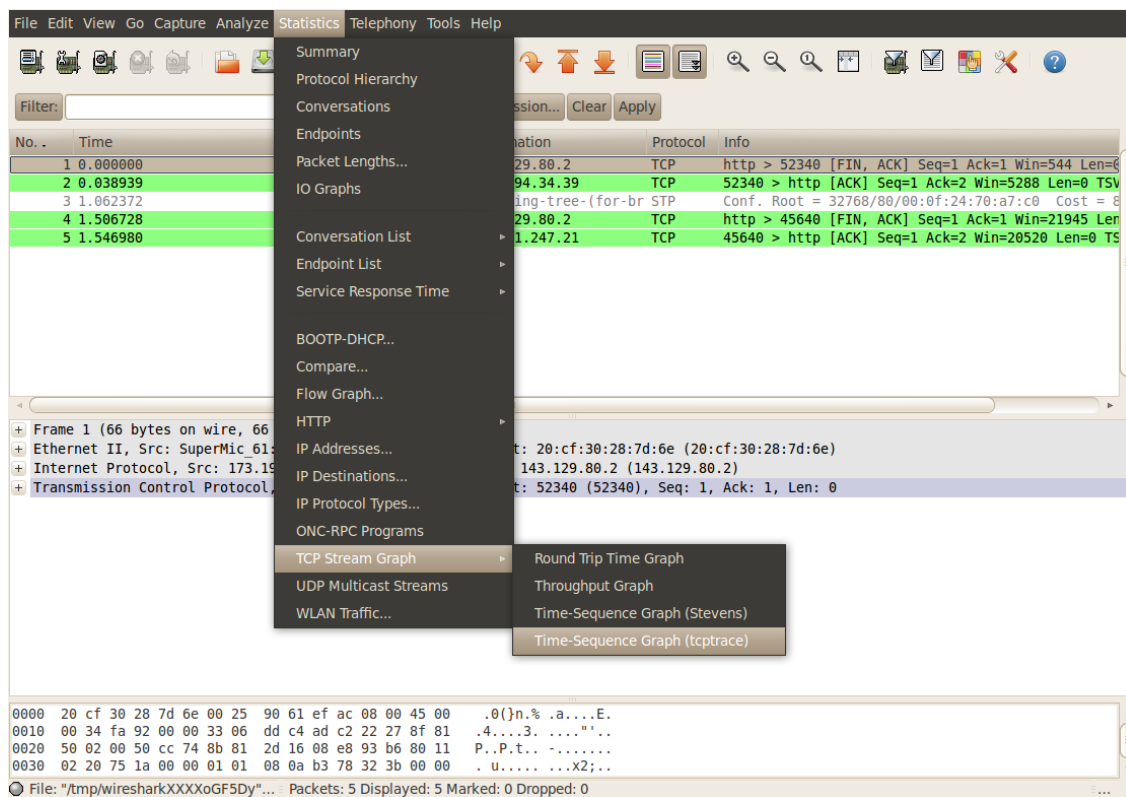 File Edit View Go Capture Analyze Statistics Telephony Tools Help
Summary
Protocol Hierarchy
Conversations
Endpoints
Packet Lengths...
IO Graphs
Conversation List
Endpoint List
Service Response Time
BOOTP-DHCP...
Compare...
Flow Graph...
HTTP
IP Addresses...
IP Destinations...
IP Protocol Types...
ONC-RPC Programs
TCP Stream Graph
UDP Multicast Streams
WLAN Traffic...
Round Trip Time Graph
Throughput Graph
Time-Sequence Graph (Stevens)
Time-Sequence Graph (tcptrace)
Filter: ssion... Clear Apply
No. . Time nation Protocol Info
1 0.000000 29.80.2 TCP http > 52340 [FIN, ACK] Seq=1 Ack=1 Win=544 Len=
2 0.038939 94.34.39 TCP 52340 > http [ACK] Seq=1 Ack=2 Win=5288 Len=0 TSV
3 1.062372 ing-tree-(for-br STP Conf. Root = 32768/80/00:0f:24:70:a7:c0 Cost = 8
4 1.506728 29.80.2 TCP http > 45640 [FIN, ACK] Seq=1 Ack=1 Win=21945 Len
5 1.546980 1.247.21 TCP 45640 > http [ACK] Seq=1 Ack=2 Win=20520 Len=0 TS
Frame 1 (66 bytes on wire, 66
Ethernet II, Src: SuperMic_61: t: 20:cf:30:28:7d:6e (20:cf:30:28:7d:6e)
Internet Protocol, Src: 173.19 143.129.80.2 (143.129.80.2)
Transmission Control Protocol, t: 52340 (52340), Seq: 1, Ack: 1, Len: 0
0000 20 cf 30 28 7d 6e 00 25 90 61 ef ac 08 00 45 00 .0(}n.% .a....E.
0010 00 34 fa 92 00 00 33 06 dd c4 ad c2 22 27 8f 81 .4....3. ...."'..
0020 50 02 00 50 cc 74 8b 81 2d 16 08 e8 93 b6 80 11 P..P.t.. -.......
0030 02 20 75 1a 00 00 01 01 08 0a b3 78 32 3b 00 00 . u..... ...x2;..
File: "/tmp/wiresharkXXXXoGF5Dy"... Packets: 5 Displayed: 5 Marked: 0 Dropped: 0 ...